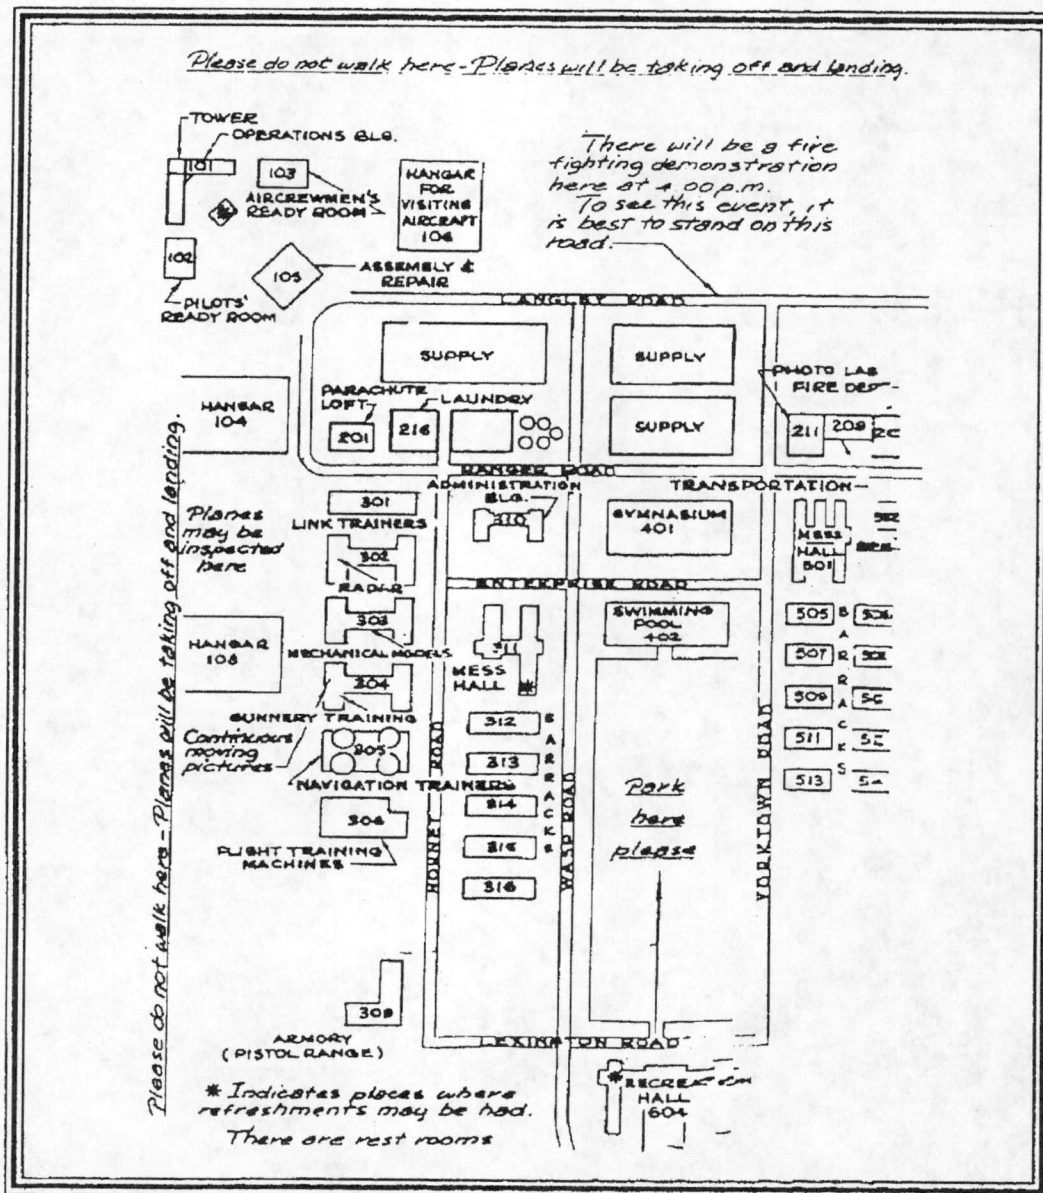 Please do not walk here - Planes will be taking off and landing.
TOWER
OPERATIONS BLG.
101
103
AIRCREWMEN'S
READY ROOM
HANGAR
FOR
VISITING
AIRCRAFT
106
There will be a fire
fighting demonstration
here at 4:00 p.m.
To see this event, it
is best to stand on this
road.
102
PILOTS'
READY ROOM
105
ASSEMBLY &
REPAIR
LANGLEY ROAD
SUPPLY
SUPPLY
PARACHUTE
LOFT
LAUNDRY
201
216
SUPPLY
PHOTO LAB
FIRE DEPT
211
209
HANGAR
104
RANGER ROAD
ADMINISTRATION
BLG.
310
TRANSPORTATION
301
LINK TRAINERS
GYMNASIUM
401
MESS
HALL
501
Planes
may be
inspected
here
302
RADAR
ENTERPRISE ROAD
303
MECHANICAL MODELS
SWIMMING
POOL
402
HANGAR
MESS
HALL
304
GUNNERY TRAINING
Continuous
moving
pictures
305
NAVIGATION TRAINERS
306
FLIGHT TRAINING
MACHINES
HORNET ROAD
312
313
314
315
316
BARRACKS
WASP ROAD
Park
here
please
YORKTOWN ROAD
505
507
509
511
513
BARRACKS
ARMORY
(PISTOL RANGE)
LEXINGTON ROAD
RECREATION
HALL
1604
* Indicates places where
refreshments may be had.
There are rest rooms
Please do not walk here - Planes will be taking off and landing.